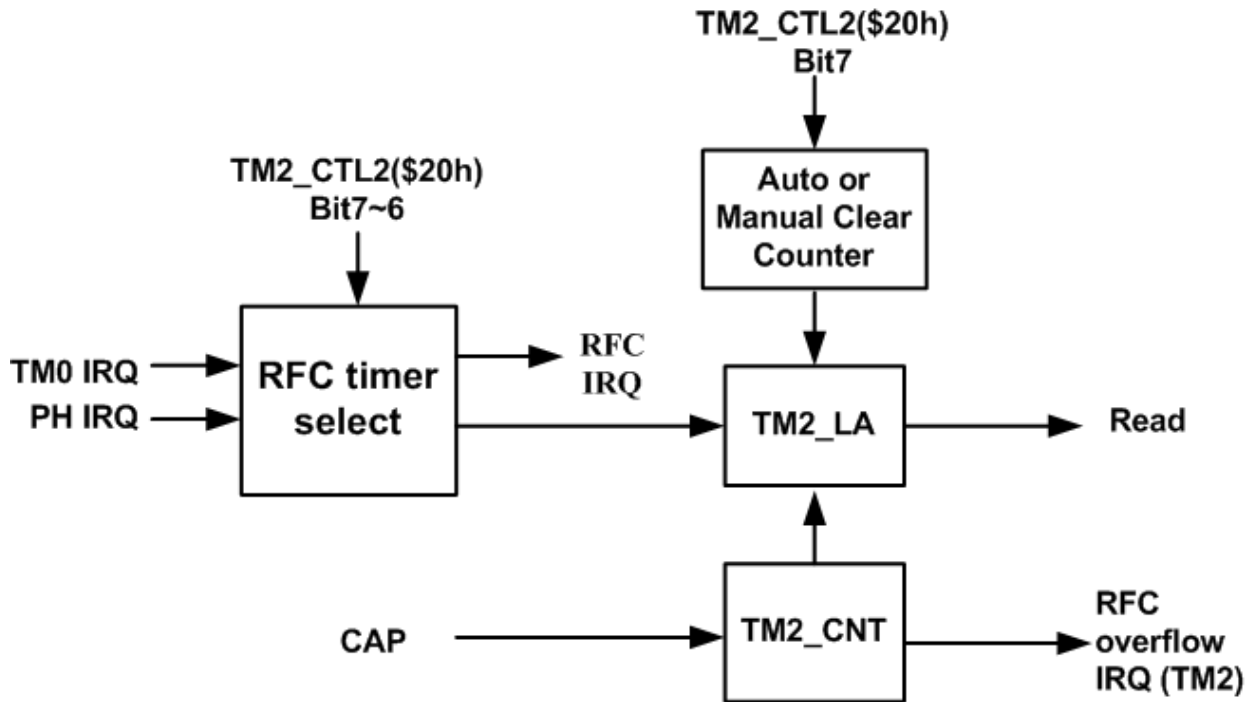 TM2_CTL2($20h)
Bit7
TM2_CTL2($20h)
Bit7~6
Auto or
Manual Clear
Counter
TM0 IRQ
PH IRQ
RFC timer
select
RFC
IRQ
TM2_LA
Read
CAP
TM2_CNT
RFC
overflow
IRQ (TM2)